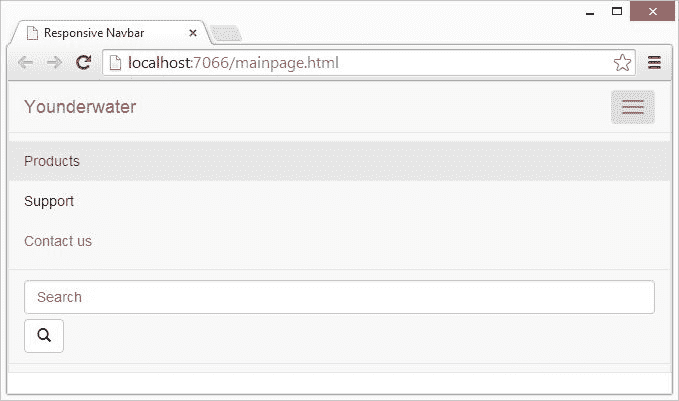 Responsive Navbar
localhost:7066/mainpage.html
Younderwater
Products
Support
Contact us
Search